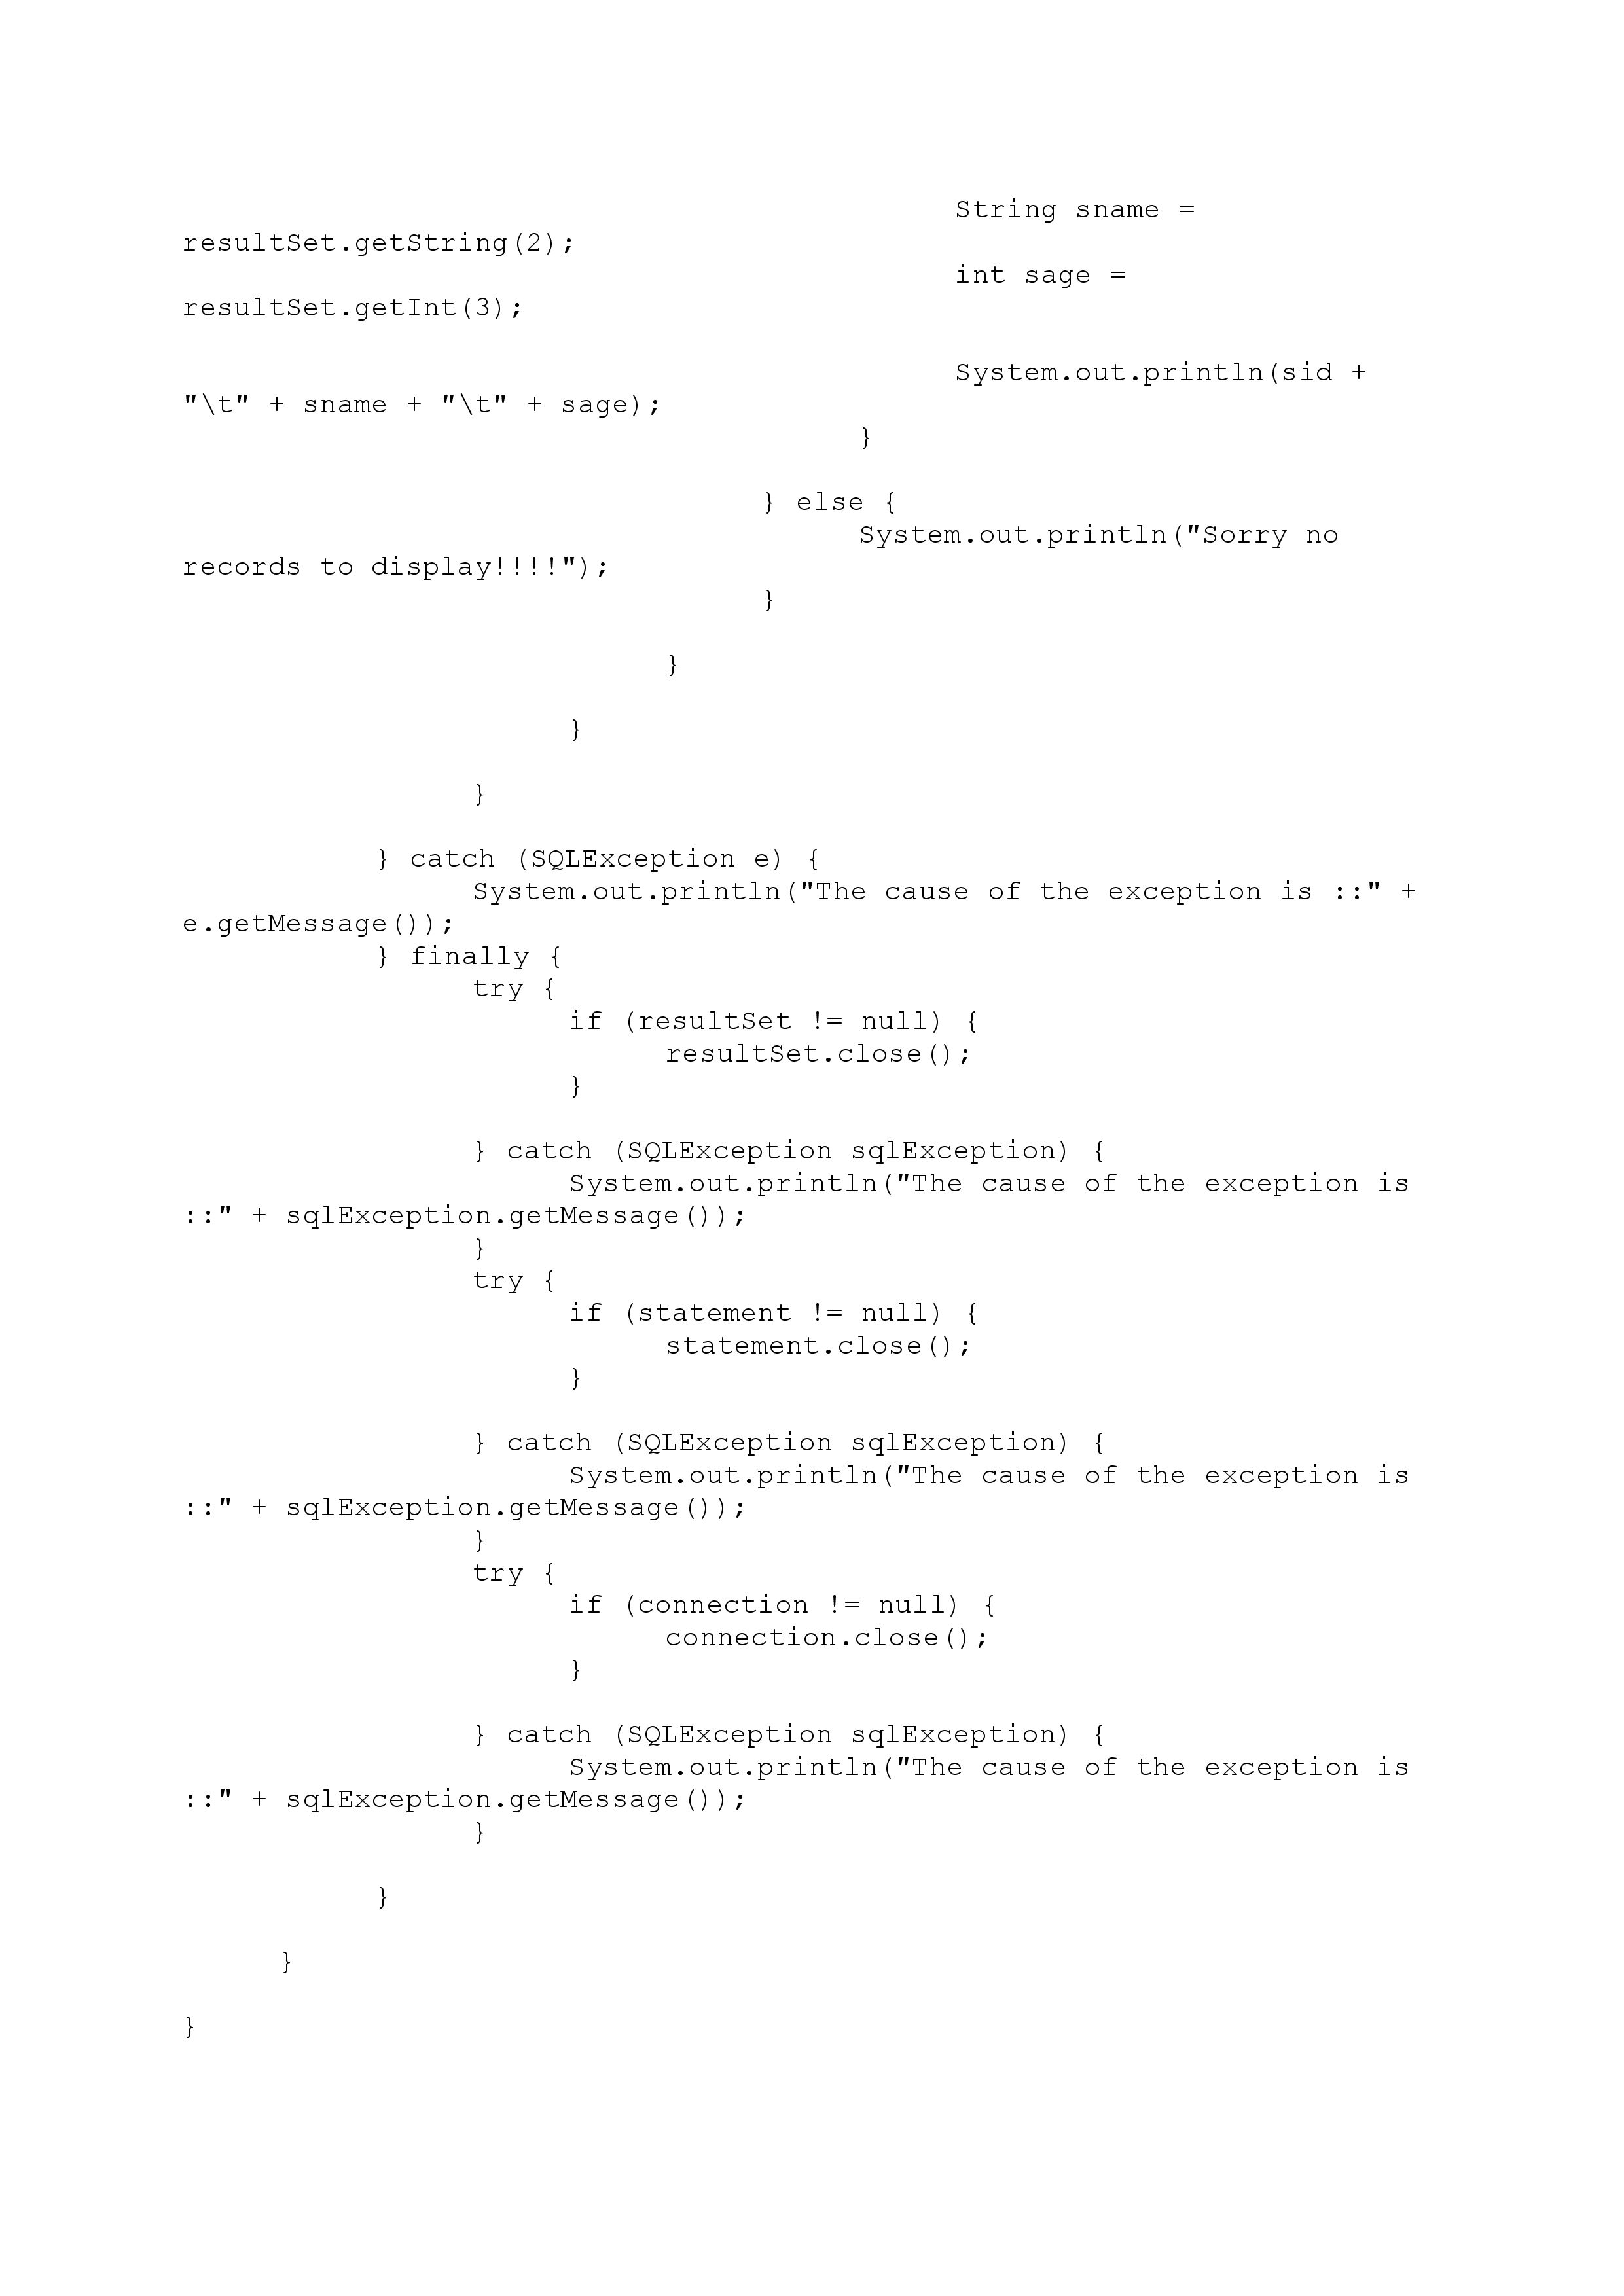 String sname =
resultSet.getString(2);
int sage =
resultSet.getInt(3);
System.out.println(sid +
"\t" + sname + "\t" + sage);
}
} else {
System.out.println("Sorry no
records to display!!!!");
}
}
}
}
} catch (SQLException e) {
System.out.println("The cause of the exception is ::" +
e.getMessage());
} finally {
try {
if (resultSet != null) {
resultSet.close();
}
} catch (SQLException sqlException) {
System.out.println("The cause of the exception is
::" + sqlException.getMessage());
}
try {
if (statement != null) {
statement.close();
}
} catch (SQLException sqlException) {
System.out.println("The cause of the exception is
::" + sqlException.getMessage());
}
try {
if (connection != null) {
connection.close();
}
} catch (SQLException sqlException) {
System.out.println("The cause of the exception is
::" + sqlException.getMessage());
}
}
}
}